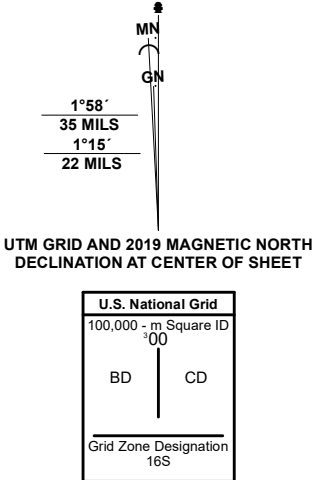 MN
GN
1°58´
35 MILS
1°15´
22 MILS
UTM GRID AND 2019 MAGNETIC NORTH
DECLINATION AT CENTER OF SHEET
U.S. National Grid
100,000 - m Square ID
³00
BD CD
Grid Zone Designation
16S